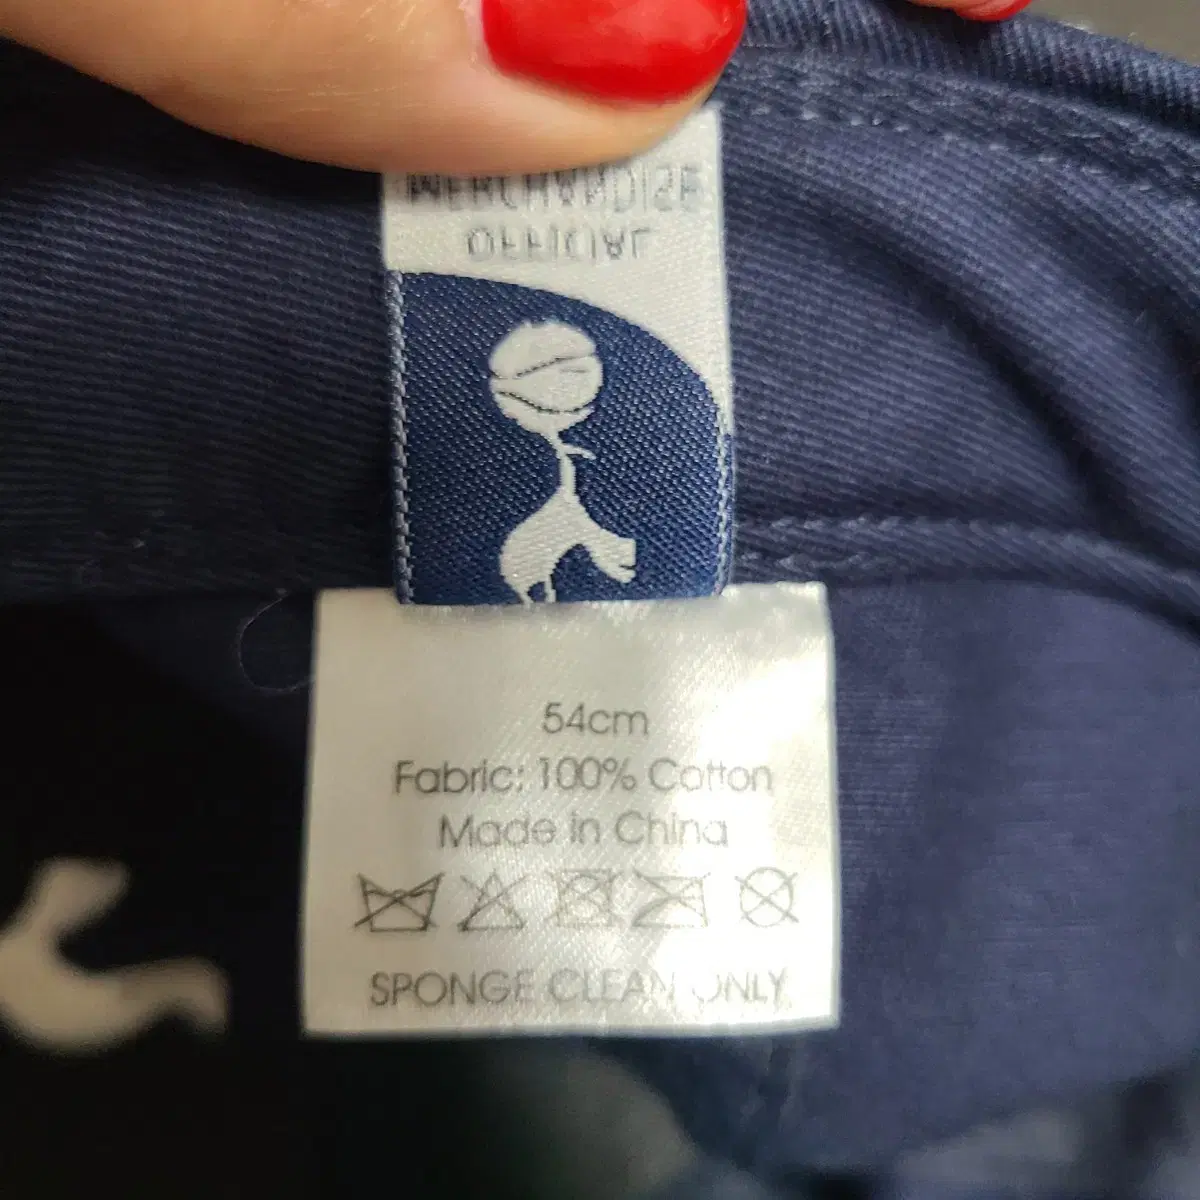 OFFICIAL
MERCHANDISE
54cm
Fabric: 100% Cotton
Made in China
SPONGE CLEAN ONLY